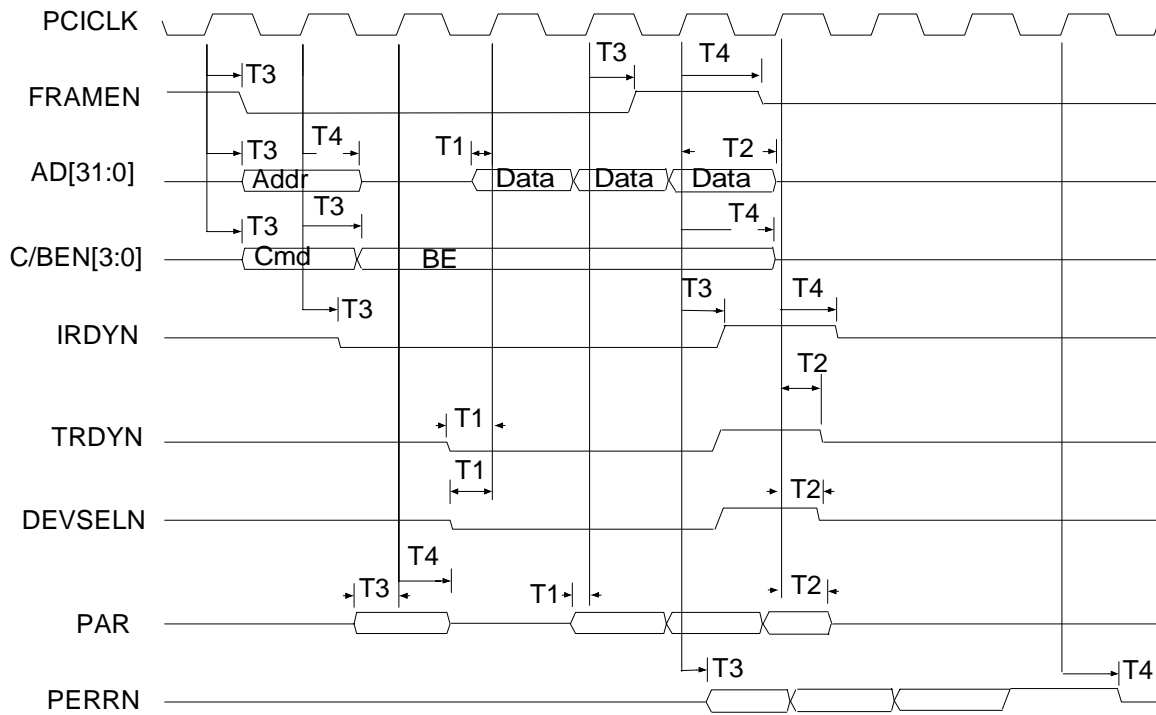 PCICLK
T3 T4
T3
FRAMEN
T3 T4 T1 T2
AD[31:0] Addr Data Data Data
T3 T3 T4
C/BEN[3:0] Cmd BE
T3 T3 T4
IRDYN
T2
T1
TRDYN
T1
T2
DEVSELN
T4
T3 T1 T2
PAR
T3 T4
PERRN